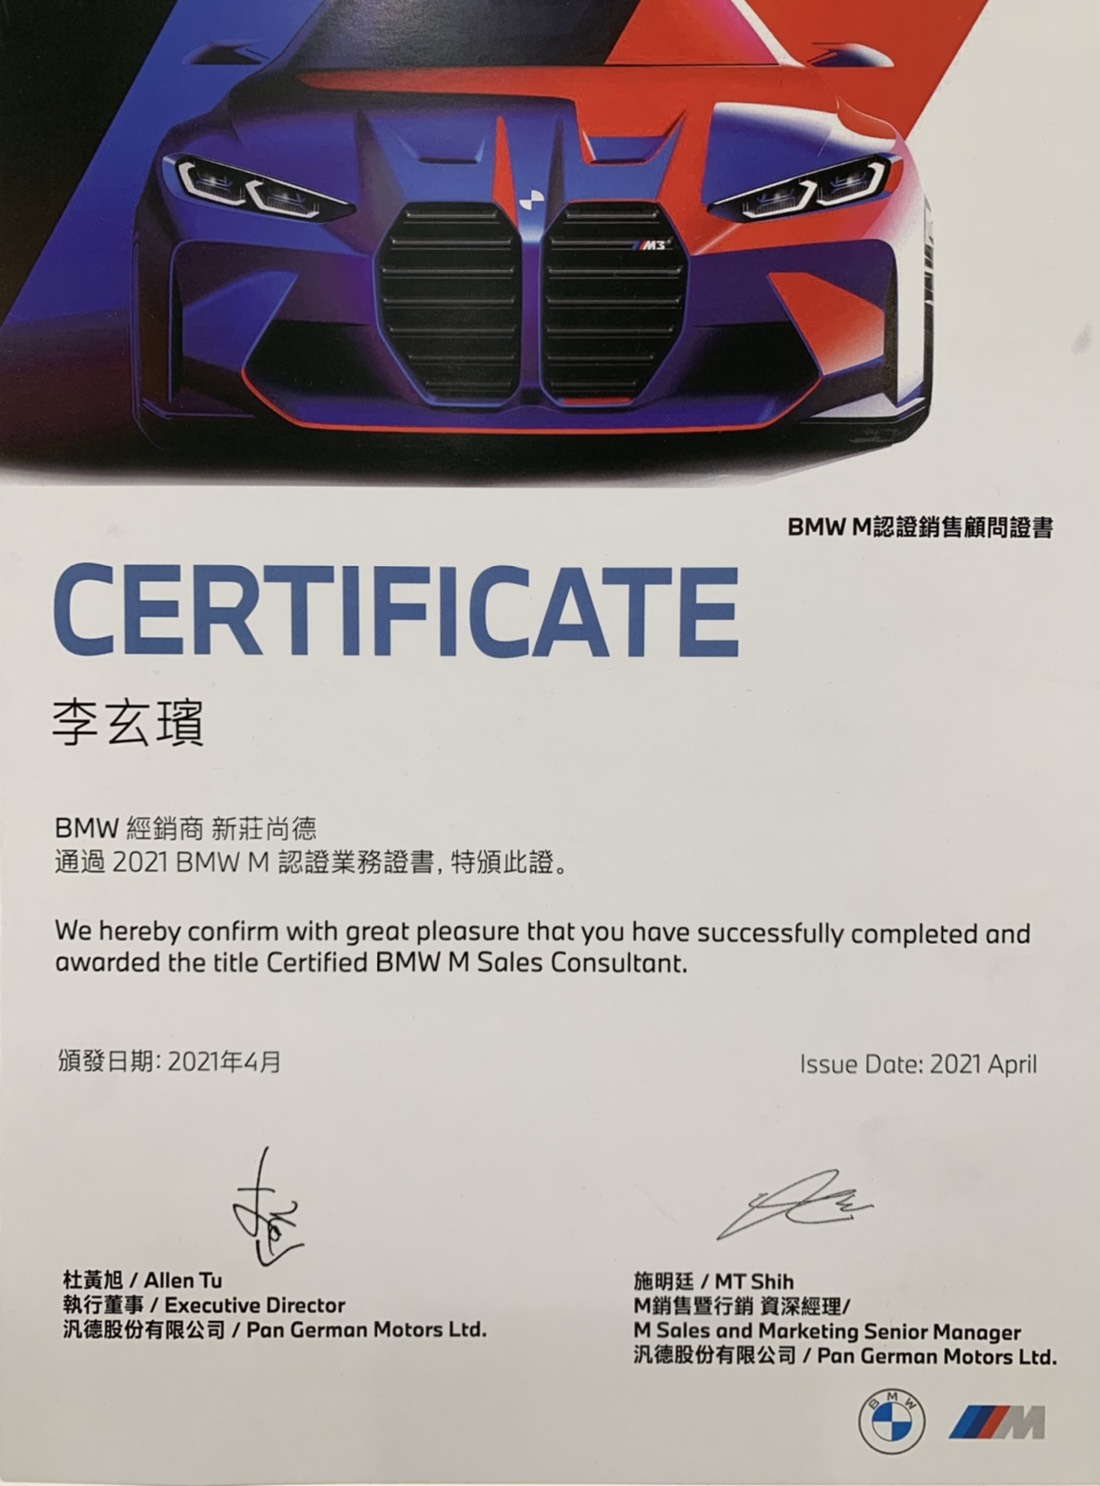 M3
BMW M認證銷售顧問證書
CERTIFICATE
李玄璸
BMW 經銷商 新莊尚德
通過 2021 BMW M 認證業務證書, 特頒此證。
We hereby confirm with great pleasure that you have successfully completed and
awarded the title Certified BMW M Sales Consultant.
頒發日期: 2021年4月
Issue Date: 2021 April
杜黃旭 / Allen Tu
執行董事 / Executive Director
汎德股份有限公司 / Pan German Motors Ltd.
施明廷 / MT Shih
M銷售暨行銷 資深經理/
M Sales and Marketing Senior Manager
汎德股份有限公司 / Pan German Motors Ltd.
BMW
M